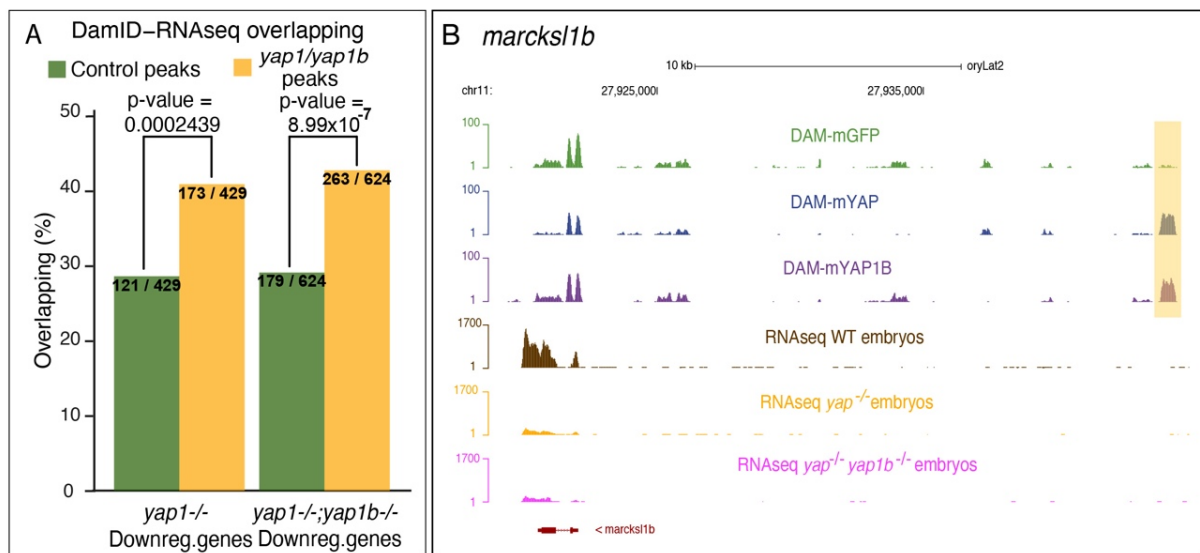 A
DamID–RNAseq overlapping
Control peaks
yap1/yap1b
peaks
p-value =
0.0002439
p-value =
8.99x10-7
Overlapping (%)
50
40
30
20
10
0
121 / 429
173 / 429
179 / 624
263 / 624
yap1-/-
Downreg.genes
yap1-/-;yap1b-/-
Downreg.genes
B marcksl1b
10 kb
oryLat2
chr11:
27,925,000
27,935,000
100
1
DAM-mGFP
100
1
DAM-mYAP
100
1
DAM-mYAP1B
1700
1
RNAseq WT embryos
1700
1
RNAseq yap-/-embryos
1700
1
RNAseq yap-/- yap1b-/- embryos
< marcksl1b